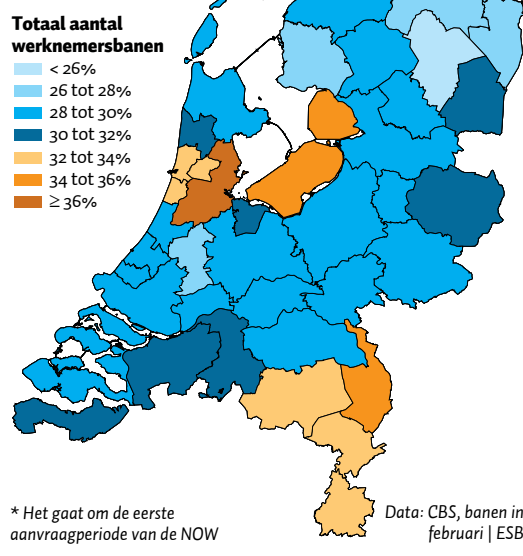 Totaal aantal
werknemersbanen
< 26%
26 tot 28%
28 tot 30%
30 tot 32%
32 tot 34%
34 tot 36%
≥ 36%
* Het gaat om de eerste
aanvraagperiode van de NOW
Data: CBS, banen in
februari | ESB